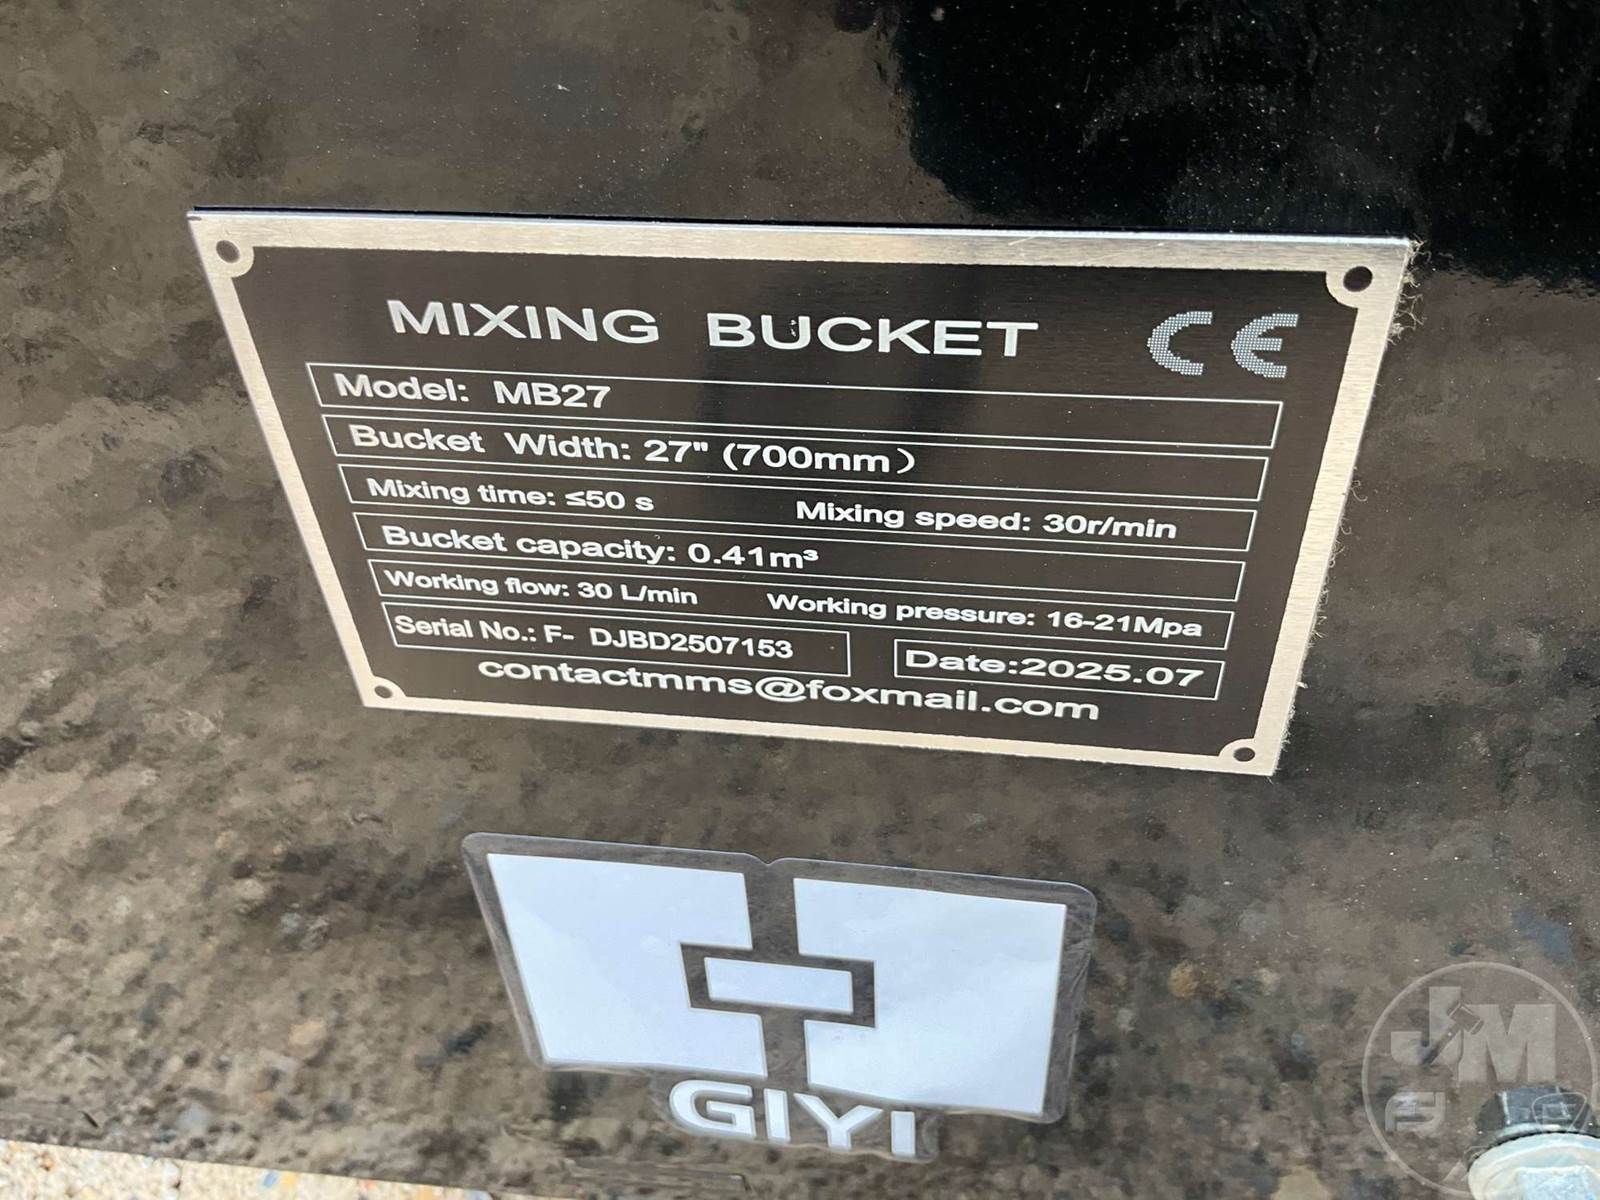 MIXING BUCKET CE
Model: MB27
Bucket Width: 27" (700mm)
Mixing time: ≤50 s Mixing speed: 30r/min
Bucket capacity: 0.41m³
Working flow: 30 L/min Working pressure: 16-21Mpa
Serial No.: F- DJBD2507153 Date:2025.07
contactmms@foxmail.com
GIYI
JM